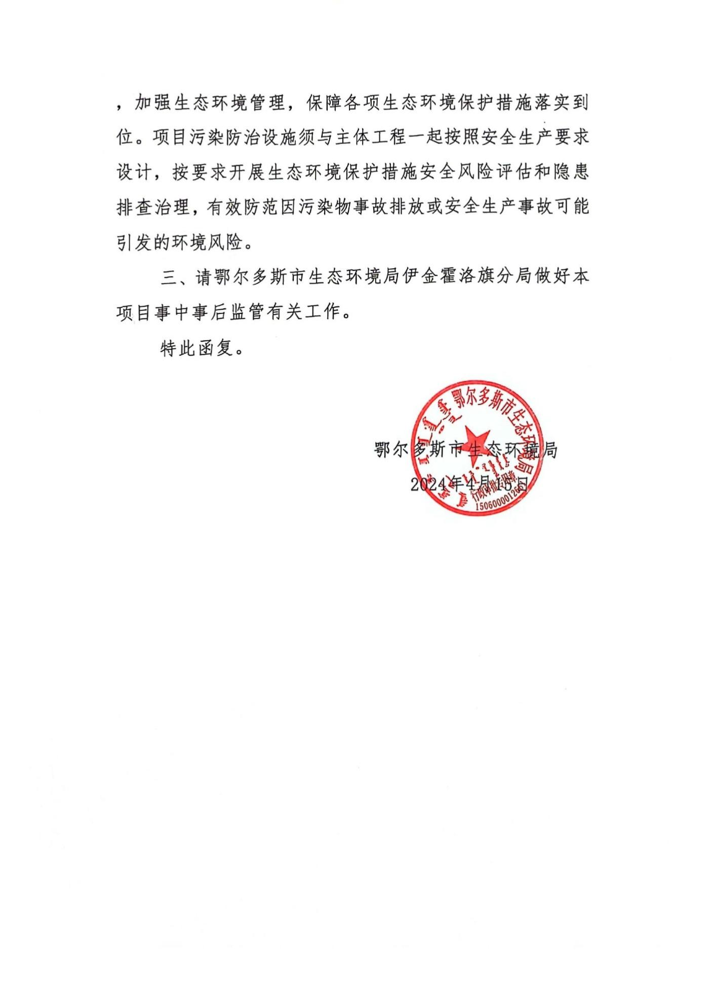 ，加强生态环境管理，保障各项生态环境保护措施落实到
位。项目污染防治设施须与主体工程一起按照安全生产要求
设计，按要求开展生态环境保护措施安全风险评估和隐患
排查治理，有效防范因污染物事故排放或安全生产事故可能
引发的环境风险。
三、请鄂尔多斯市生态环境局伊金霍洛旗分局做好本
项目事中事后监管有关工作。
特此函复。
鄂尔多斯市生态环境局
鄂尔多斯市生态环境局
2024年4月15日
行政审批专用章